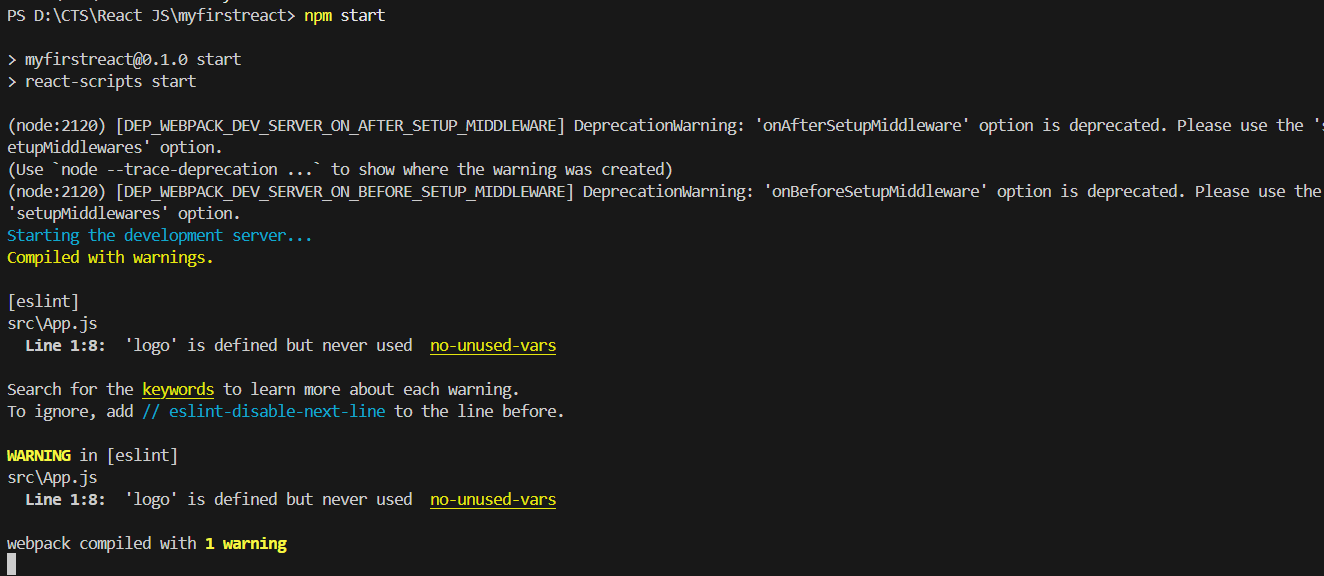 PS D:\CTS\React JS\myfirstreact> npm start
> myfirstreact@0.1.0 start
> react-scripts start
(node:2120) [DEP_WEBPACK_DEV_SERVER_ON_AFTER_SETUP_MIDDLEWARE] DeprecationWarning: 'onAfterSetupMiddleware' option is deprecated. Please use the 's
etupMiddlewares' option.
(Use `node --trace-deprecation ...` to show where the warning was created)
(node:2120) [DEP_WEBPACK_DEV_SERVER_ON_BEFORE_SETUP_MIDDLEWARE] DeprecationWarning: 'onBeforeSetupMiddleware' option is deprecated. Please use the
'setupMiddlewares' option.
Starting the development server...
Compiled with warnings.
[eslint]
src\App.js
Line 1:8: 'logo' is defined but never used no-unused-vars
Search for the keywords to learn more about each warning.
To ignore, add // eslint-disable-next-line to the line before.
WARNING in [eslint]
src\App.js
Line 1:8: 'logo' is defined but never used no-unused-vars
webpack compiled with 1 warning